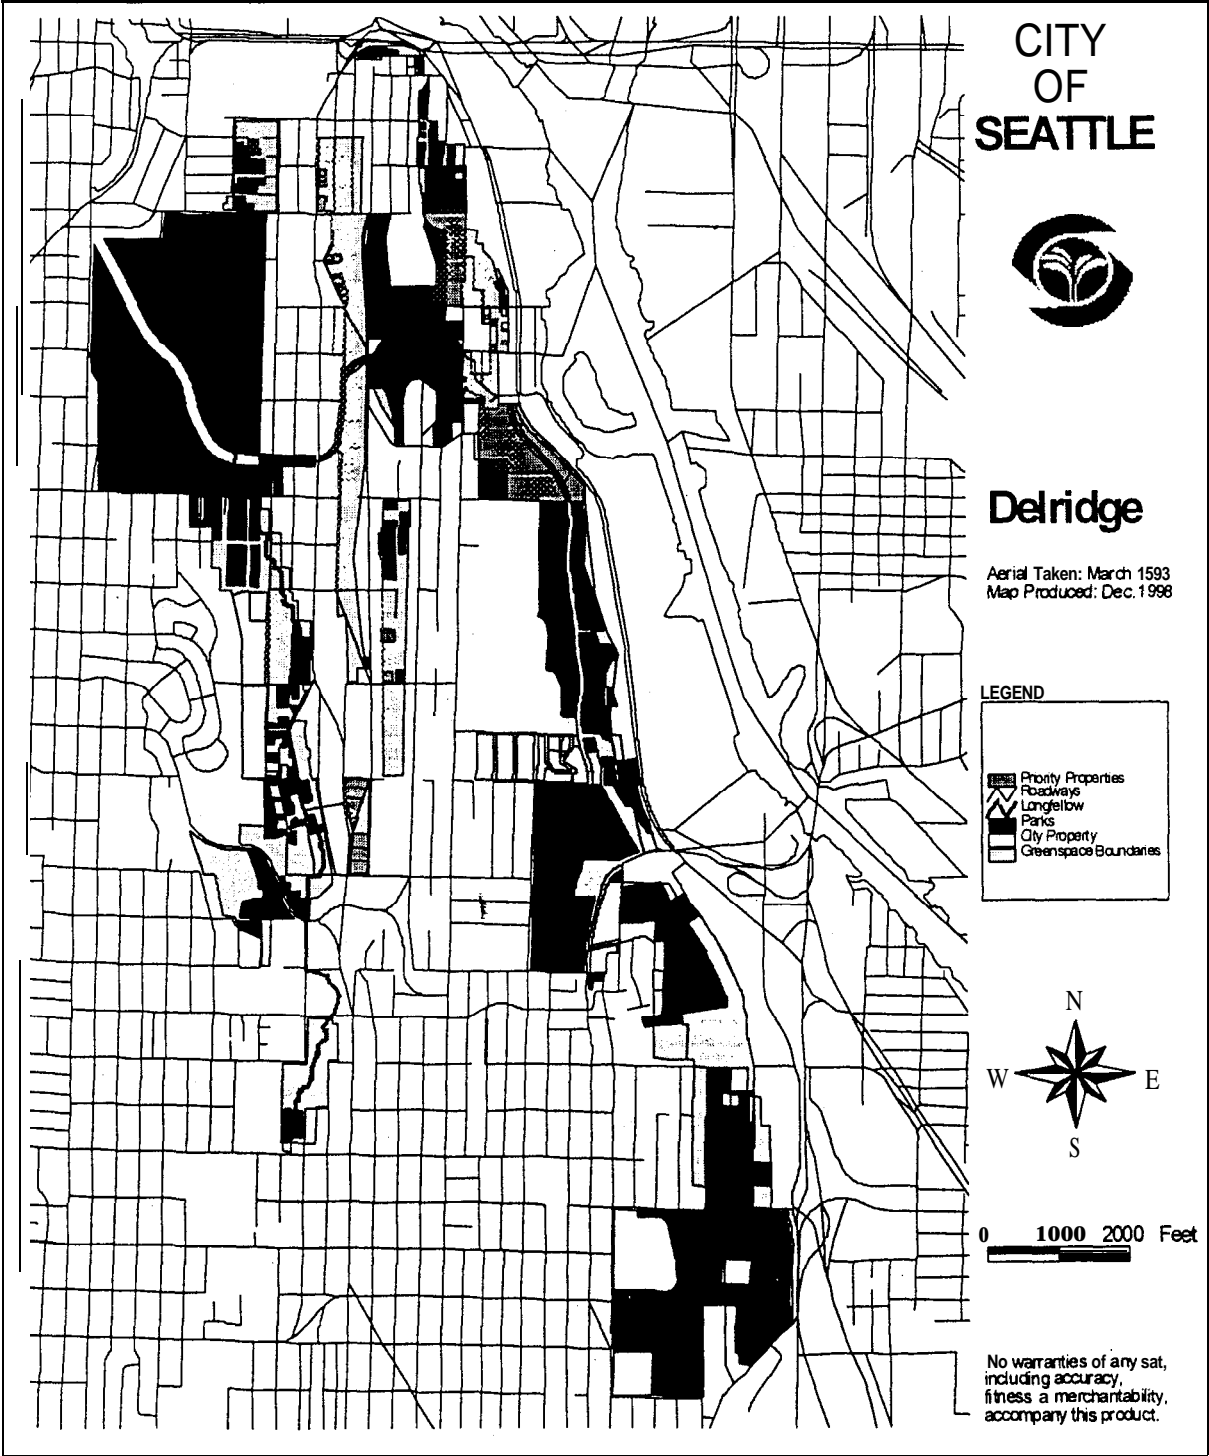 CITY
OF
SEATTLE
Delridge
Aerial Taken: March 1593
Map Produced: Dec. 1998
LEGEND
Priority Properties
Roadways
Longfellow
Parks
City Property
Greenspace Boundaries
N
W E
S
0 1000 2000 Feet
No warranties of any sat,
including accuracy,
fitness a merchantability,
accompany this product.